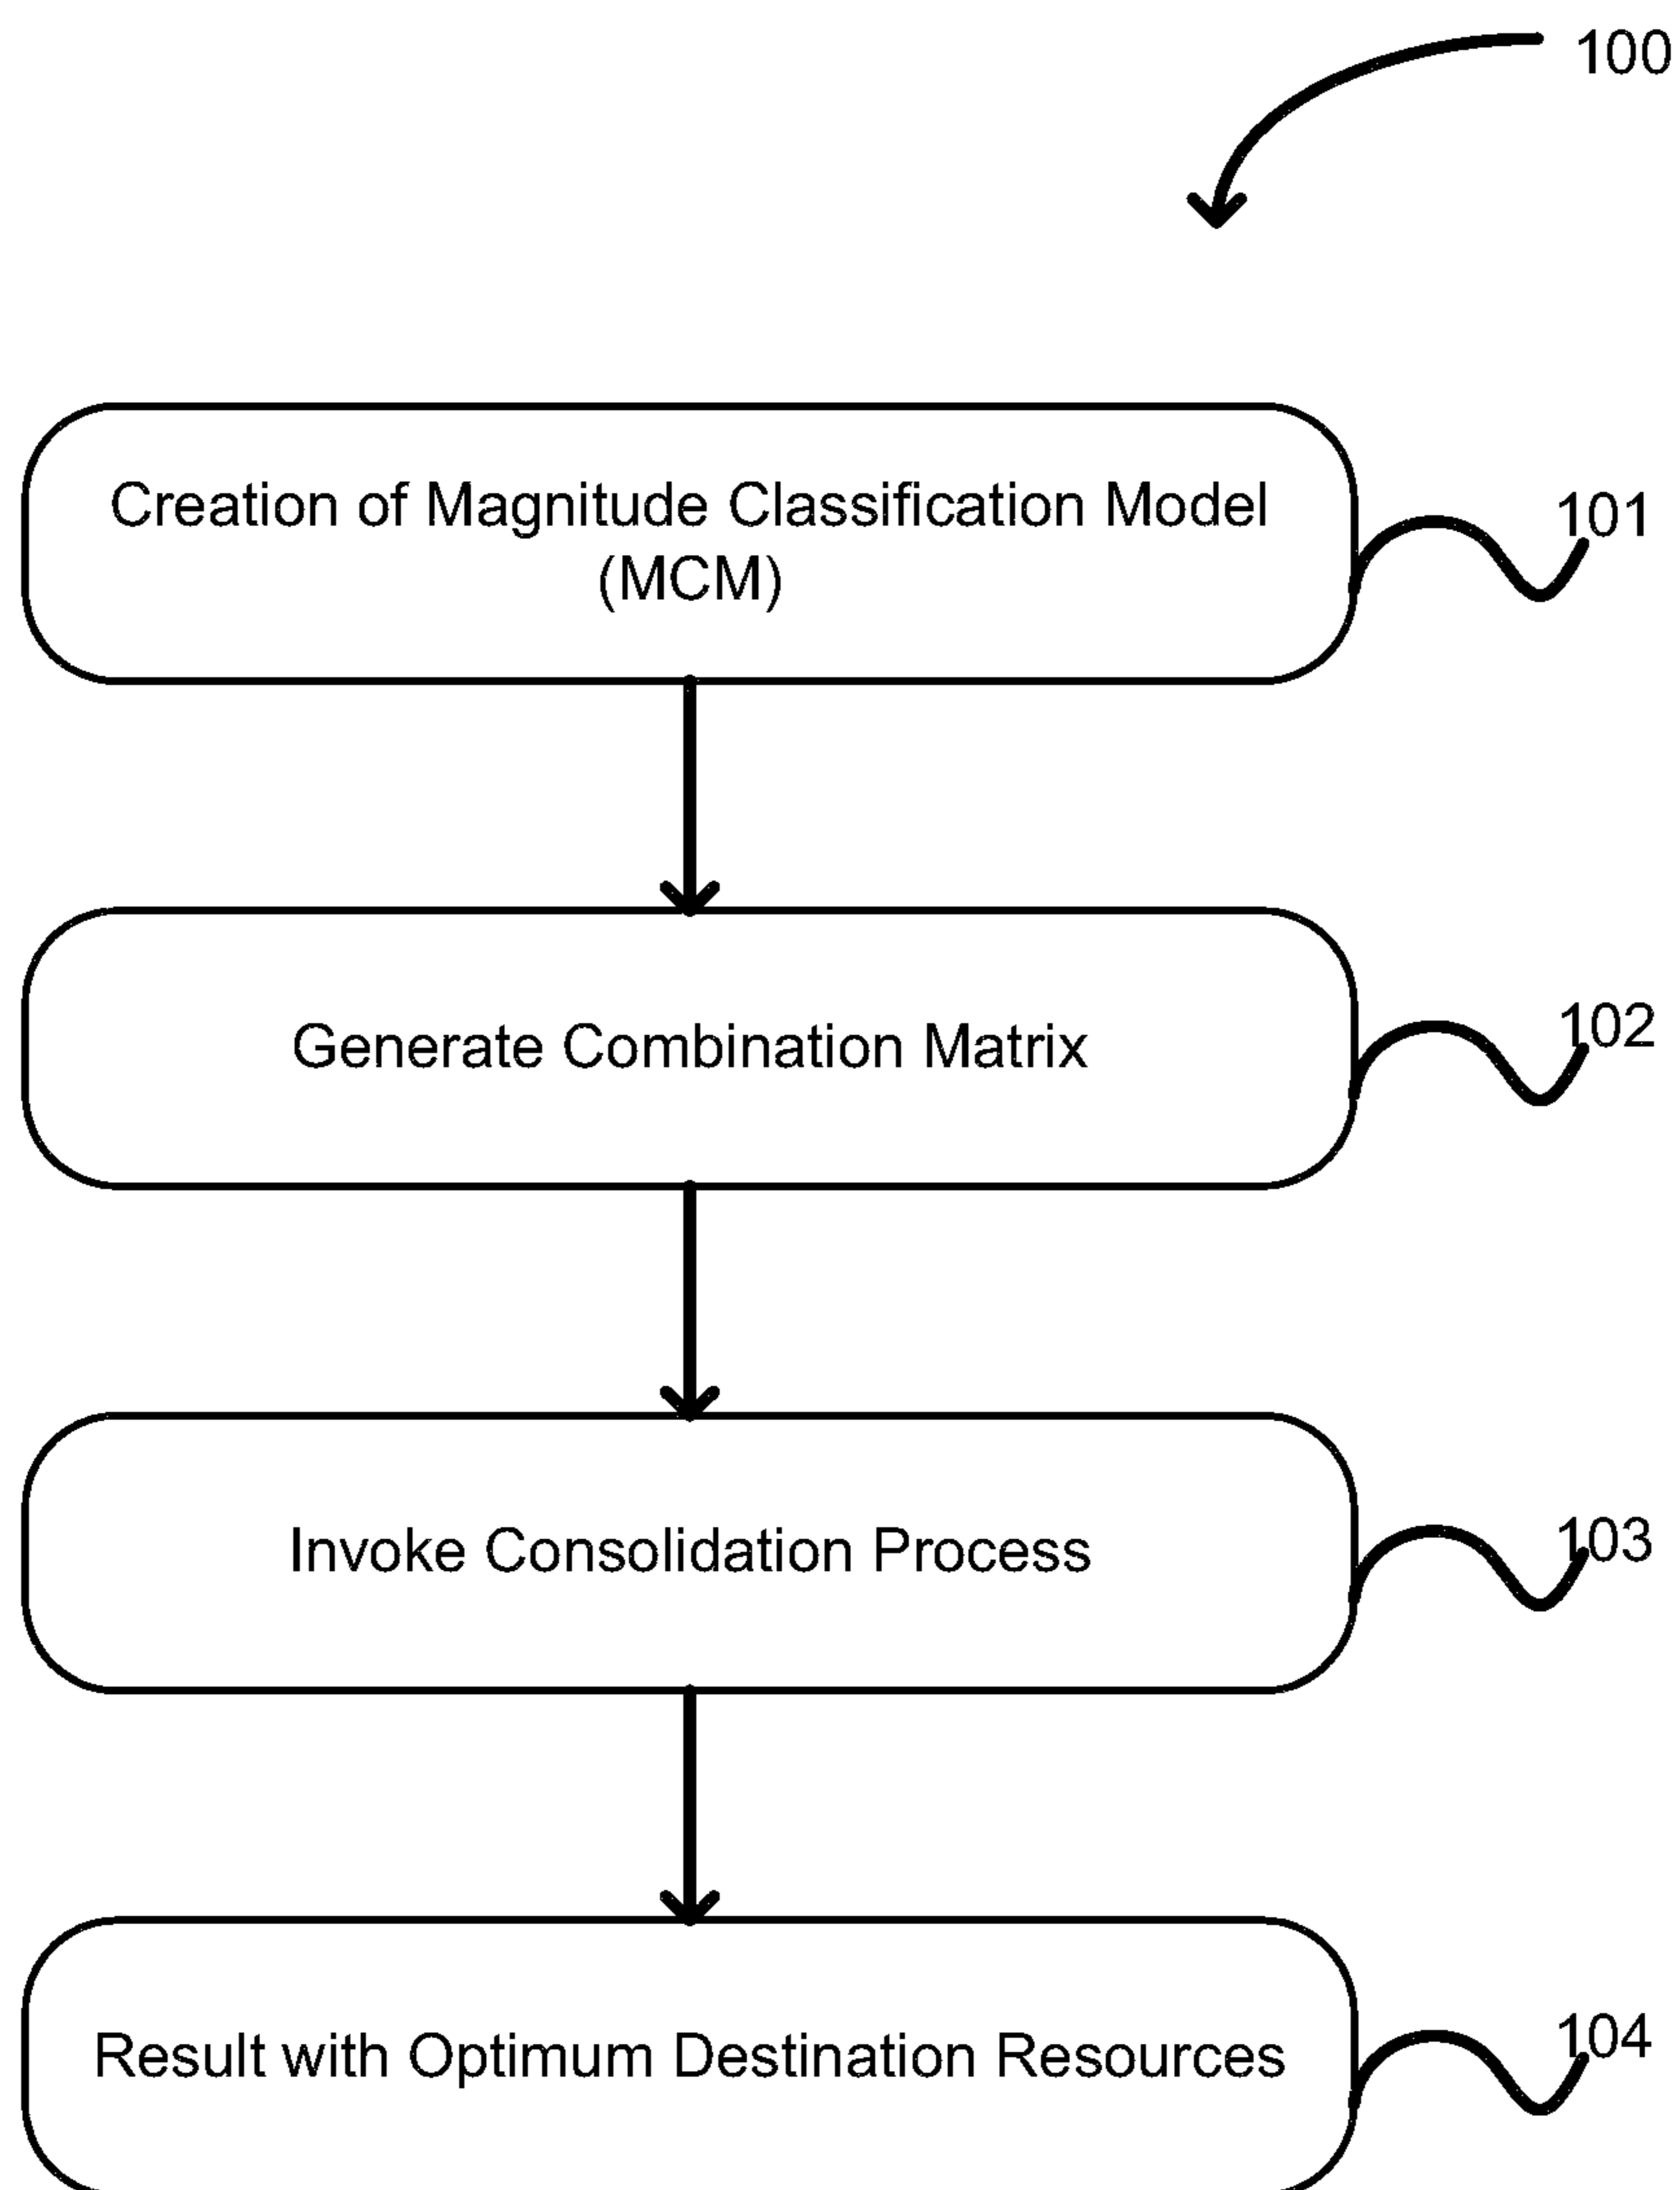 100
Creation of Magnitude Classification Model
(MCM)
101
Generate Combination Matrix
102
Invoke Consolidation Process
103
Result with Optimum Destination Resources
104